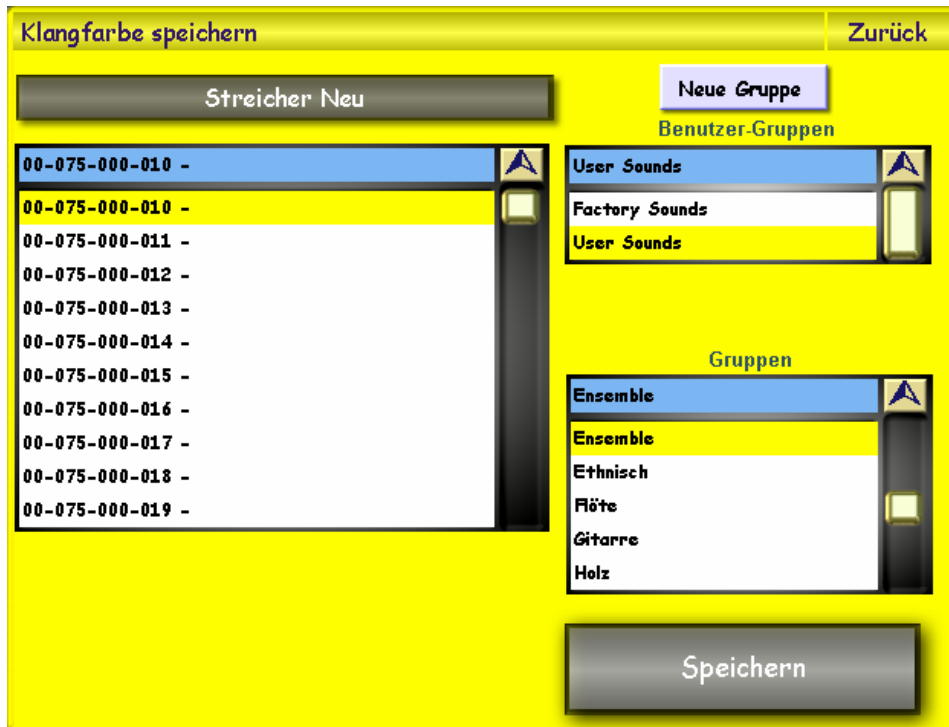 Klangfarbe speichern
Zurück
Streicher Neu
Neue Gruppe
Benutzer-Gruppen
00-075-000-010 -
00-075-000-010 -
00-075-000-011 -
00-075-000-012 -
00-075-000-013 -
00-075-000-014 -
00-075-000-015 -
00-075-000-016 -
00-075-000-017 -
00-075-000-018 -
00-075-000-019 -
User Sounds
Factory Sounds
User Sounds
Gruppen
Ensemble
Ensemble
Ethnisch
Flöte
Gitarre
Holz
Speichern